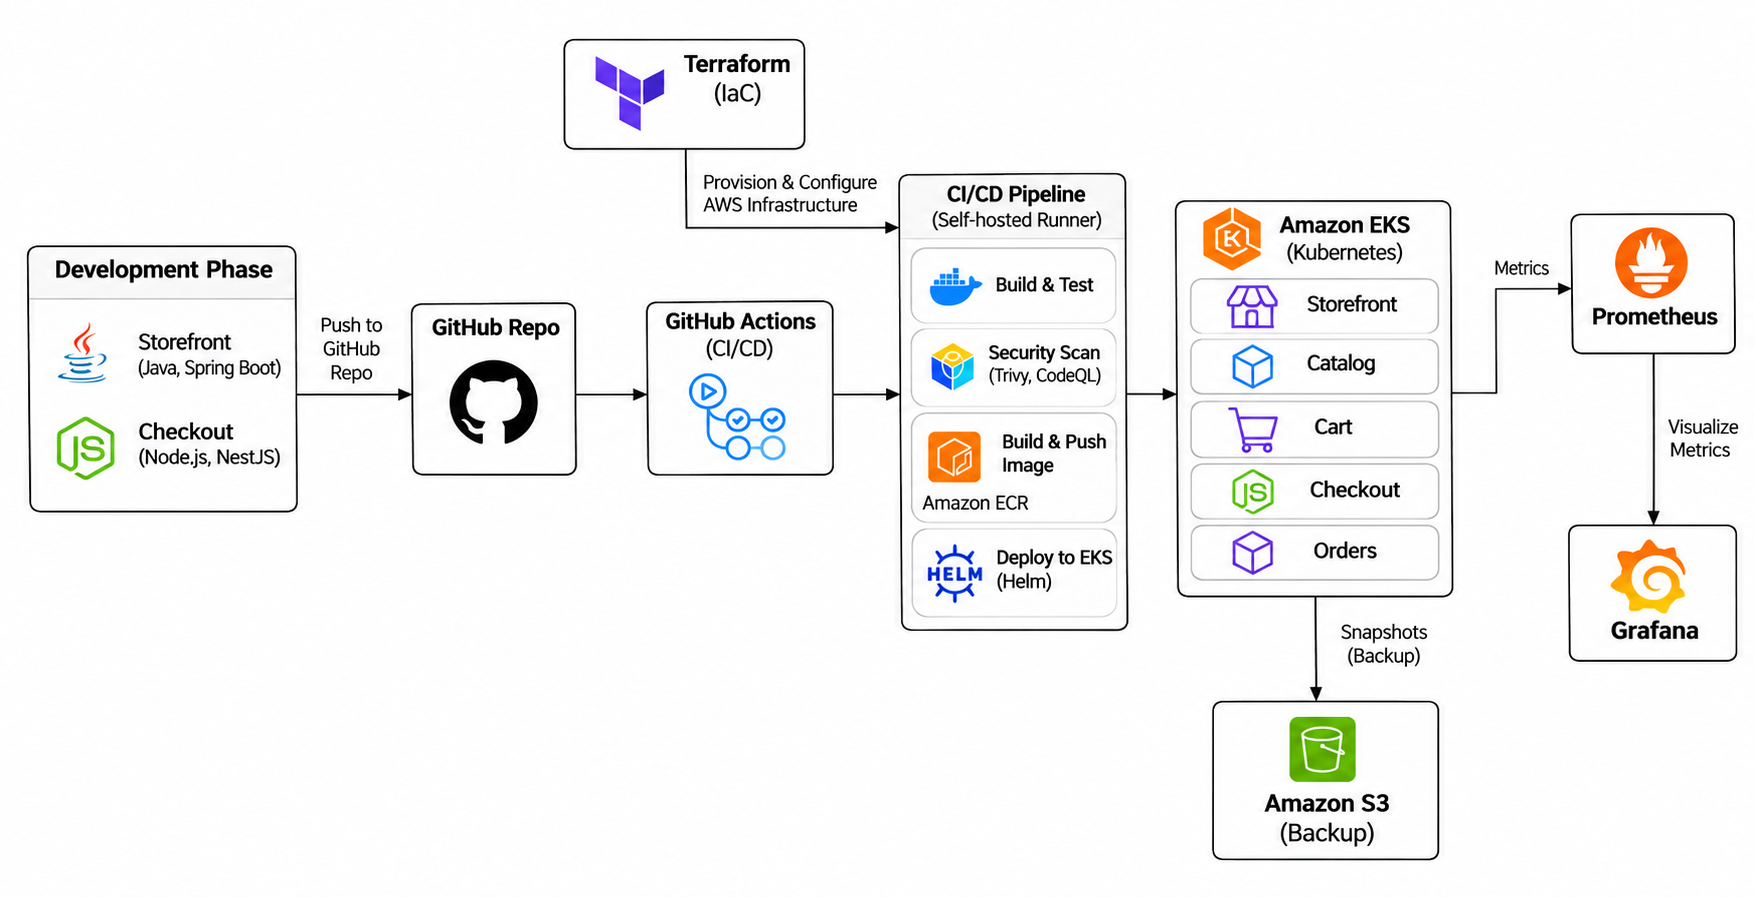 Terraform
(IaC)
Provision & Configure
AWS Infrastructure
Development Phase
Storefront
(Java, Spring Boot)
JS
Checkout
(Node.js, NestJS)
Push to
GitHub
Repo
GitHub Repo
GitHub Actions
(CI/CD)
CI/CD Pipeline
(Self-hosted Runner)
Build & Test
Security Scan
(Trivy, CodeQL)
Build & Push
Image
Amazon ECR
HELM
Deploy to EKS
(Helm)
K
Amazon EKS
(Kubernetes)
Storefront
Catalog
Cart
JS
Checkout
Orders
Snapshots
(Backup)
Amazon S3
(Backup)
Metrics
Prometheus
Visualize
Metrics
Grafana